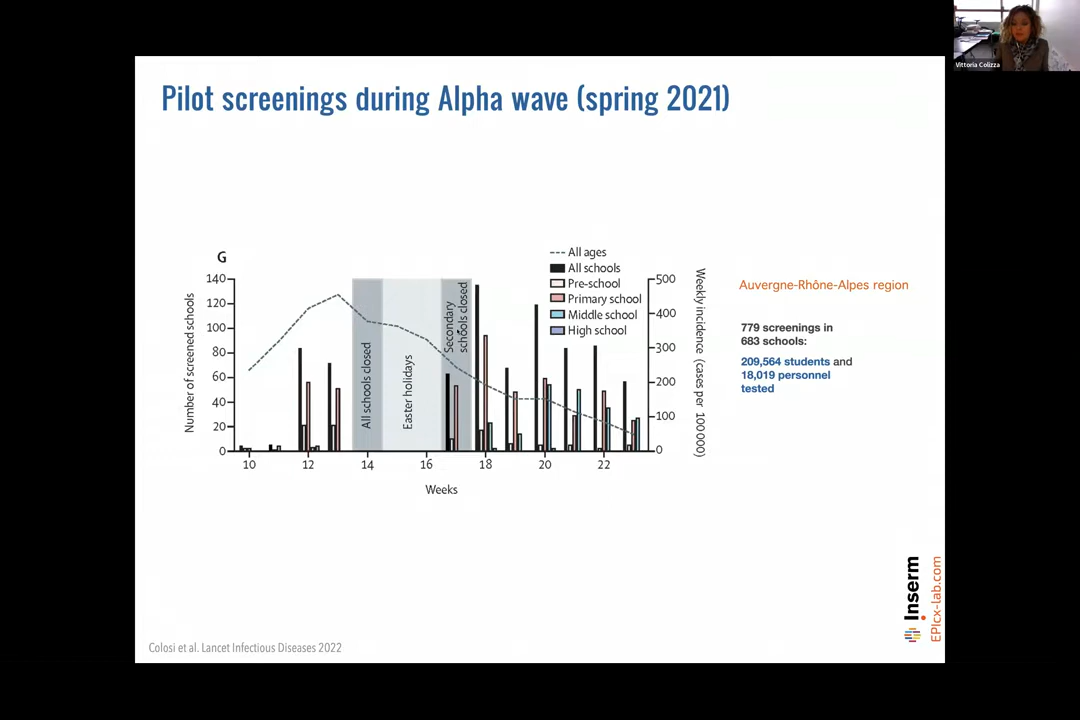 Vittoria Colizza
Pilot screenings during Alpha wave (spring 2021)
G
All ages
All schools
Pre-school
Primary school
Middle school
High school
Number of screened schools
140
120
100
80
60
40
20
0
All schools closed
Easter holidays
Secondary
schools closed
500
400
300
200
100
0
Weekly incidence (cases per 100 000)
10
12
14
16
18
20
22
Weeks
Auvergne-Rhône-Alpes region
779 screenings in
683 schools:
209,564 students and
18,019 personnel
tested
Inserm
EPIcx-lab.com
Colosi et al. Lancet Infectious Diseases 2022